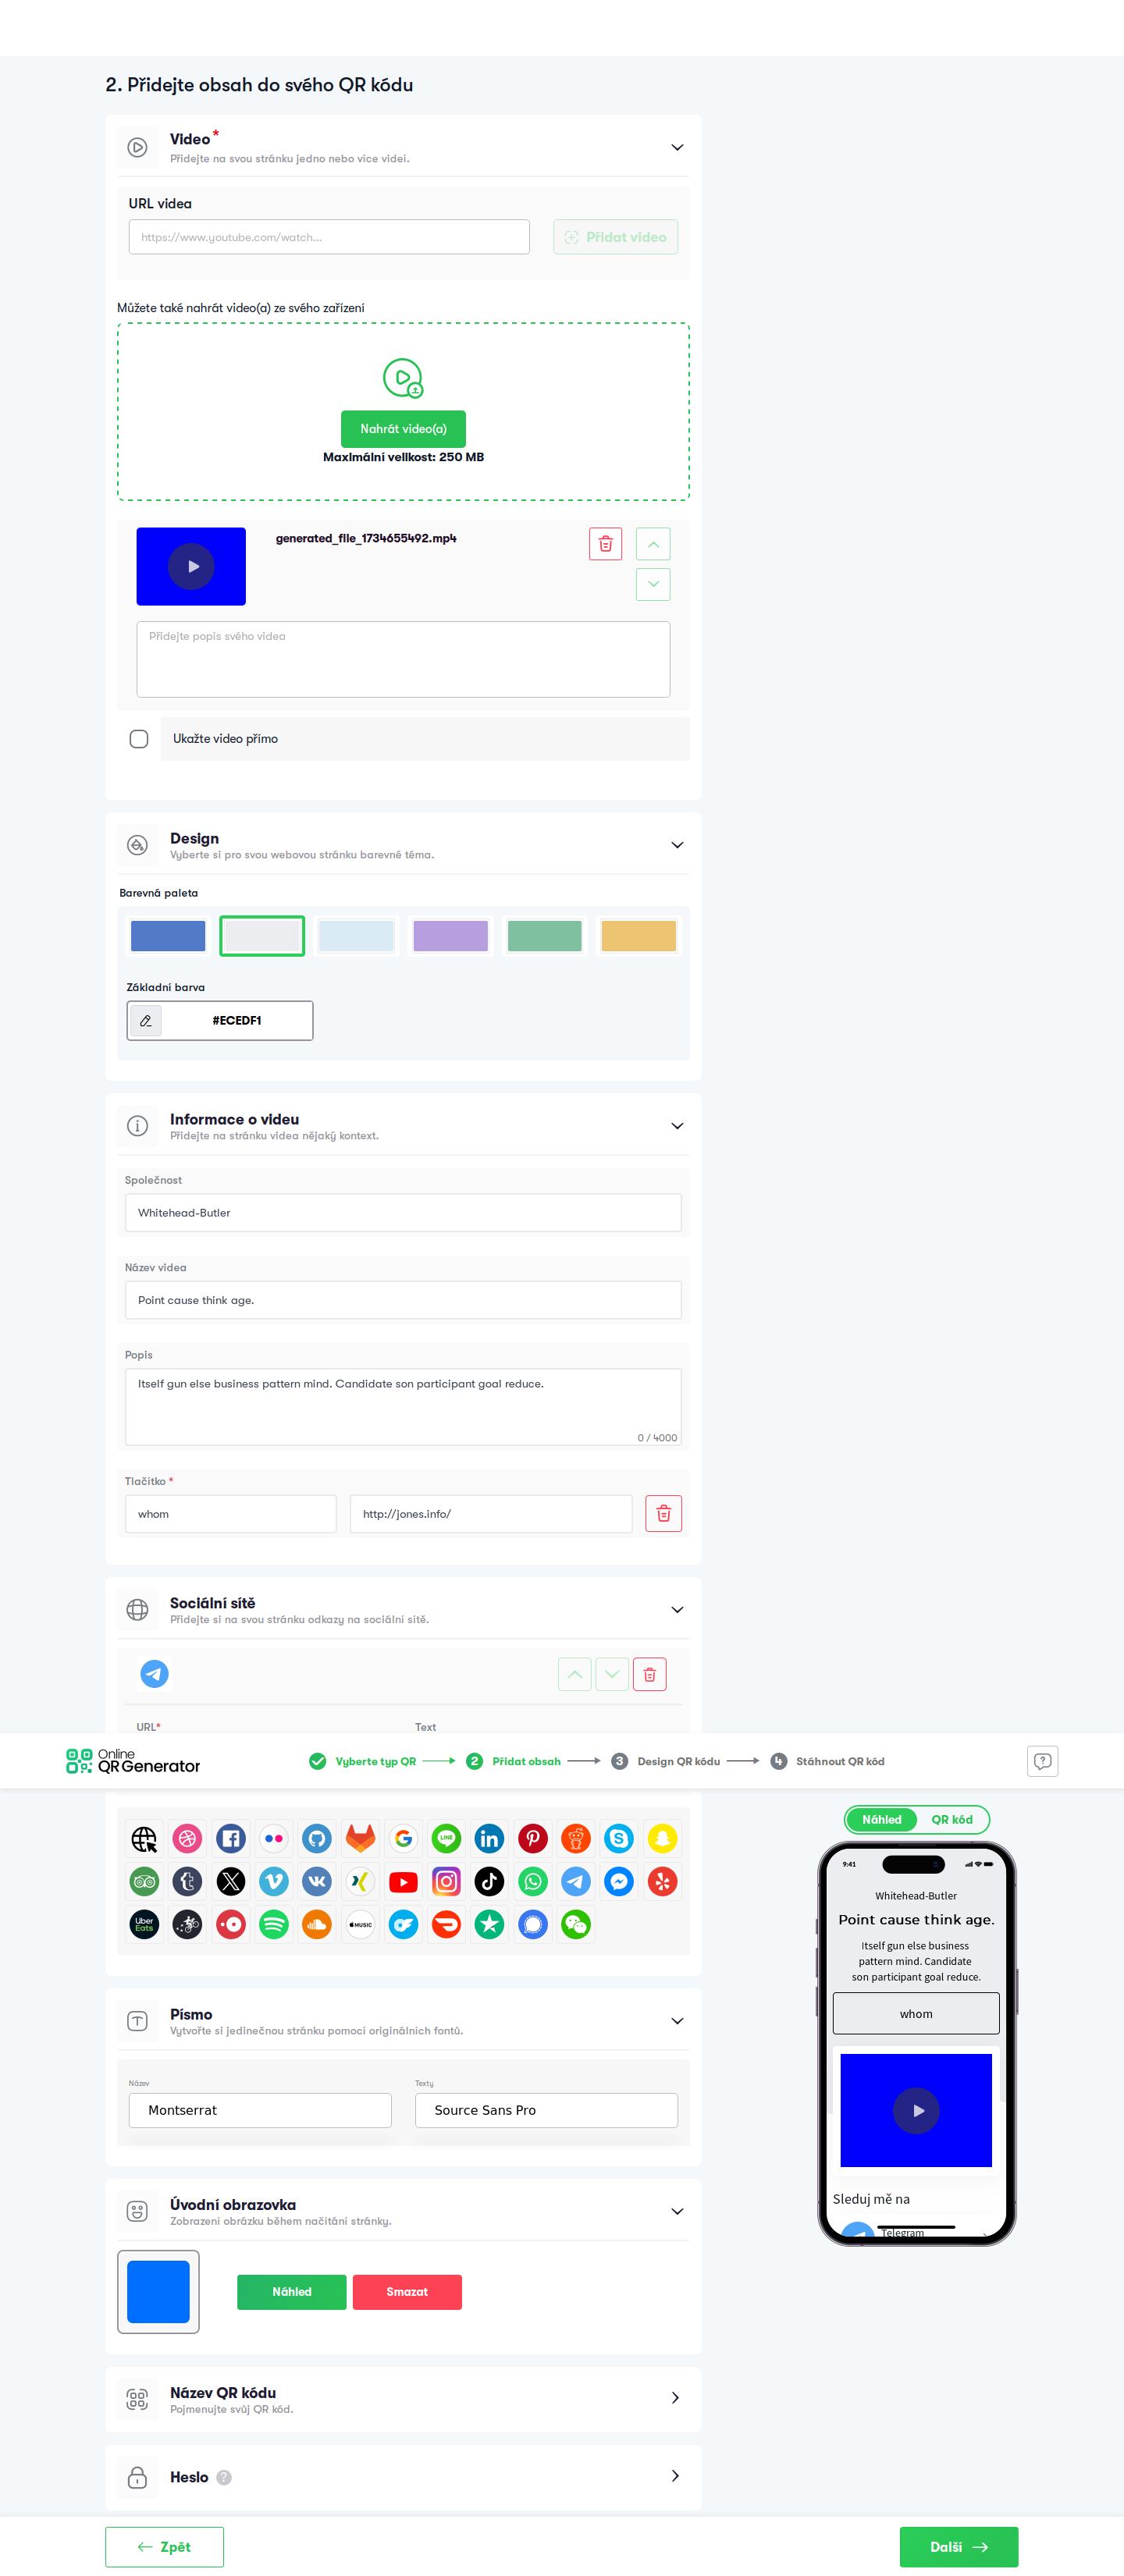 2. Přidejte obsah do svého QR kódu
Video*
Přidejte na svou stránku jedno nebo více videí.
URL videa
https://www.youtube.com/watch...
Přidat video
Můžete také nahrát video(a) ze svého zařízení
Nahrát video(a)
Maximální velikost: 250 MB
generated_file_1734655492.mp4
Přidejte popis svého videa
Ukažte video přímo
Design
Vyberte si pro svou webovou stránku barevné téma.
Barevná paleta
Základní barva
#ECEDF1
Informace o videu
Přidejte na stránku videa nějaký kontext.
Společnost
Whitehead-Butler
Název videa
Point cause think age.
Popis
Itself gun else business pattern mind. Candidate son participant goal reduce.
0 / 4000
Tlačítko *
whom
http://jones.info/
Sociální sítě
Přidejte si na svou stránku odkazy na sociální sítě.
URL*
Text
Online
QR Generator
Vyberte typ QR
2 Přidat obsah
3 Design QR kódu
4 Stáhnout QR kód
Náhled
QR kód
LINE
Uber
Eats
MUSIC
9:41
Whitehead-Butler
Point cause think age.
Itself gun else business
pattern mind. Candidate
son participant goal reduce.
whom
Sleduj mě na
Telegram
Písmo
Vytvořte si jedinečnou stránku pomocí originálních fontů.
Název
Montserrat
Texty
Source Sans Pro
Úvodní obrazovka
Zobrazení obrázku během načítání stránky.
Náhled
Smazat
Název QR kódu
Pojmenujte svůj QR kód.
Heslo ?
Zpět
Další